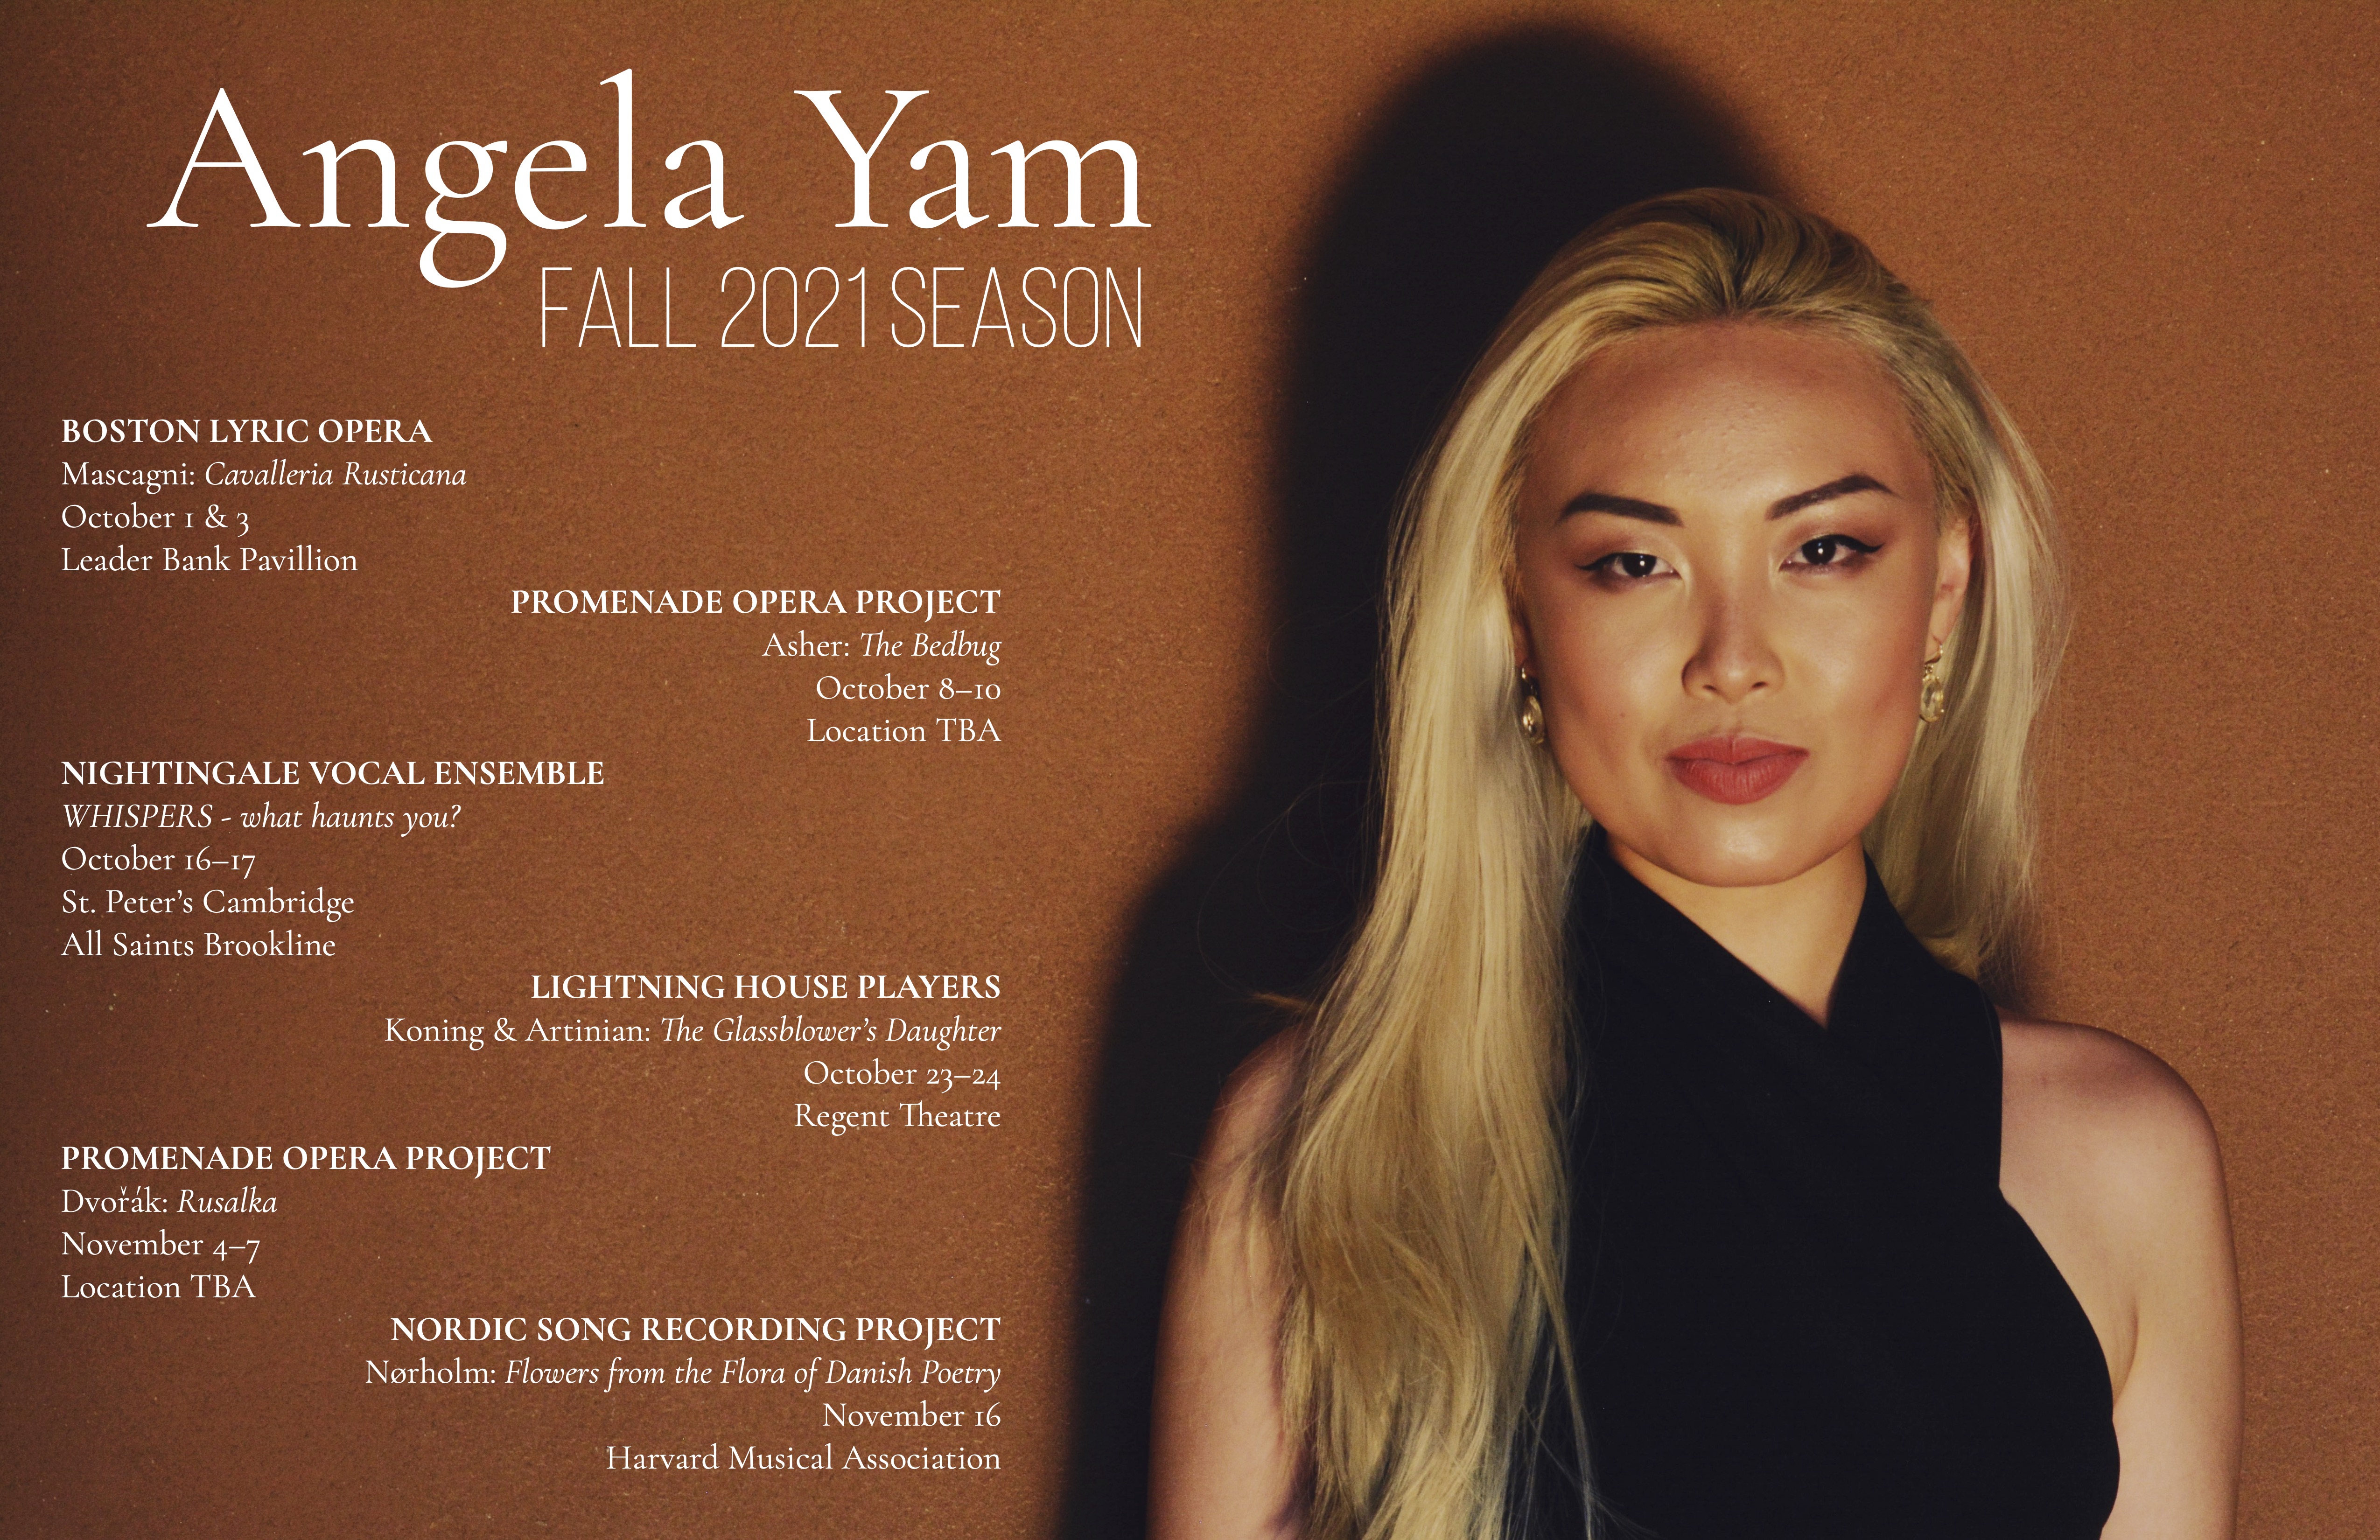 Angela Yam
FALL 2021 SEASON
BOSTON LYRIC OPERA
Mascagni: Cavalleria Rusticana
October 1 & 3
Leader Bank Pavillion
PROMENADE OPERA PROJECT
Asher: The Bedbug
October 8–10
Location TBA
NIGHTINGALE VOCAL ENSEMBLE
WHISPERS - what haunts you?
October 16–17
St. Peter’s Cambridge
All Saints Brookline
LIGHTNING HOUSE PLAYERS
Koning & Artinian: The Glassblower’s Daughter
October 23–24
Regent Theatre
PROMENADE OPERA PROJECT
Dvořák: Rusalka
November 4–7
Location TBA
NORDIC SONG RECORDING PROJECT
Nørholm: Flowers from the Flora of Danish Poetry
November 16
Harvard Musical Association